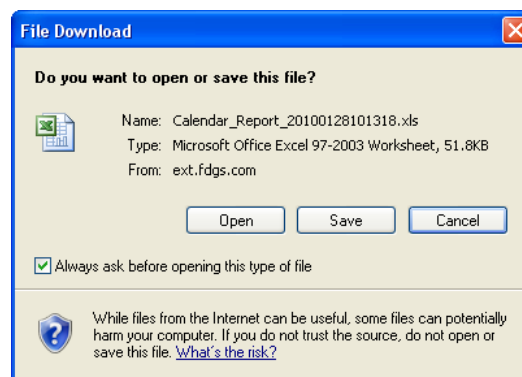 File Download
Do you want to open or save this file?
Name: Calendar_Report_20100128101318.xls
Type: Microsoft Office Excel 97-2003 Worksheet, 51.8KB
From: ext.fdgs.com
Open Save Cancel
Always ask before opening this type of file
While files from the Internet can be useful, some files can potentially
harm your computer. If you do not trust the source, do not open or
save this file. What's the risk?